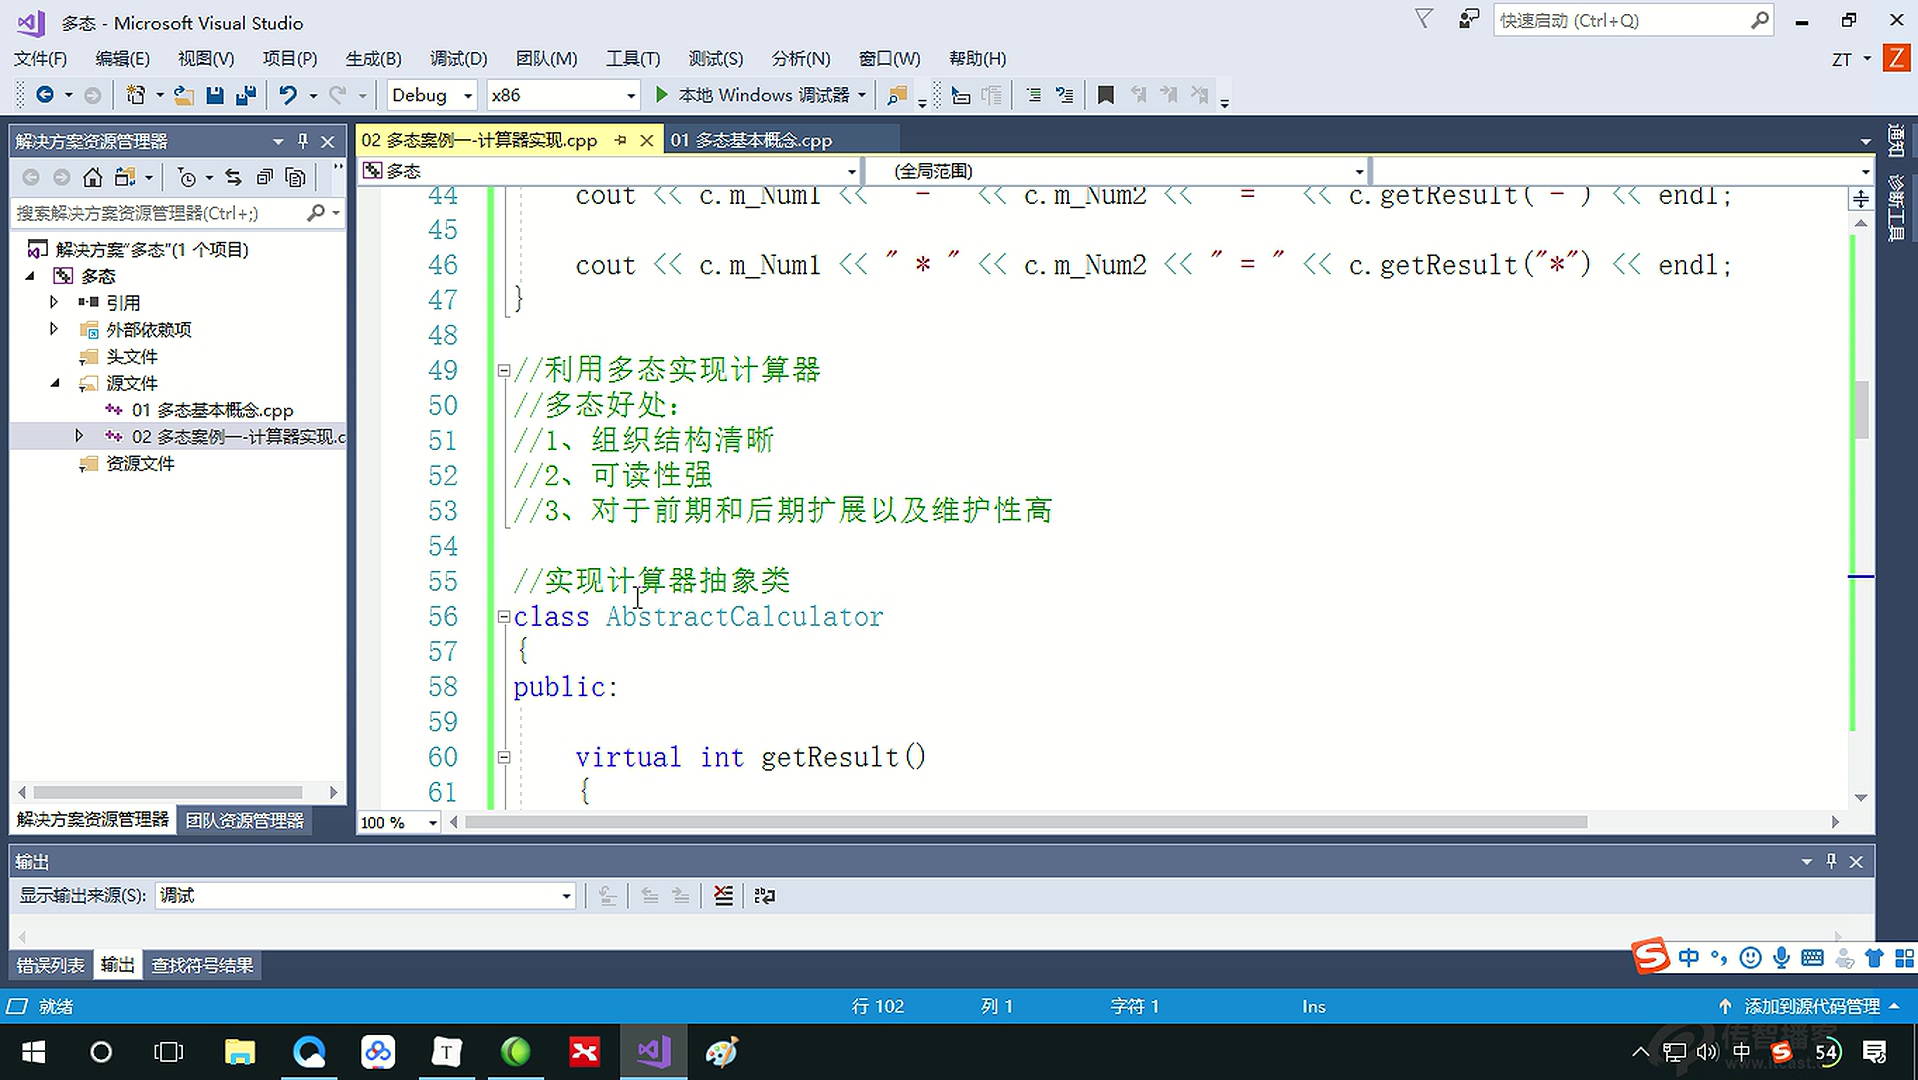 多态 - Microsoft Visual Studio
快速启动 (Ctrl+Q)
文件(F) 编辑(E) 视图(V) 项目(P) 生成(B) 调试(D) 团队(M) 工具(T) 测试(S) 分析(N) 窗口(W) 帮助(H)
ZT Z
Debug x86 本地 Windows 调试器
解决方案资源管理器
02 多态案例一-计算器实现.cpp 01 多态基本概念.cpp
多态 (全局范围)
搜索解决方案资源管理器(Ctrl+;)
解决方案"多态"(1 个项目)
多态
引用
外部依赖项
头文件
源文件
01 多态基本概念.cpp
02 多态案例一-计算器实现.c
资源文件
44 cout << c.m_Num1 << - << c.m_Num2 << = << c.getResult( - ) << endl;
45
46 cout << c.m_Num1 << " * " << c.m_Num2 << " = " << c.getResult("*") << endl;
47 }
48
49 //利用多态实现计算器
50 //多态好处:
51 //1、组织结构清晰
52 //2、可读性强
53 //3、对于前期和后期扩展以及维护性高
54
55 //实现计算器抽象类
56 class AbstractCalculator
57 {
58 public:
59
60 virtual int getResult()
61 {
100 %
解决方案资源管理器 团队资源管理器
通知
诊断工具
输出
显示输出来源(S): 调试
错误列表 输出 查找符号结果
中
就绪 行 102 列 1 字符 1 Ins 添加到源代码管理
中 54
传智播客
www.itcast.c